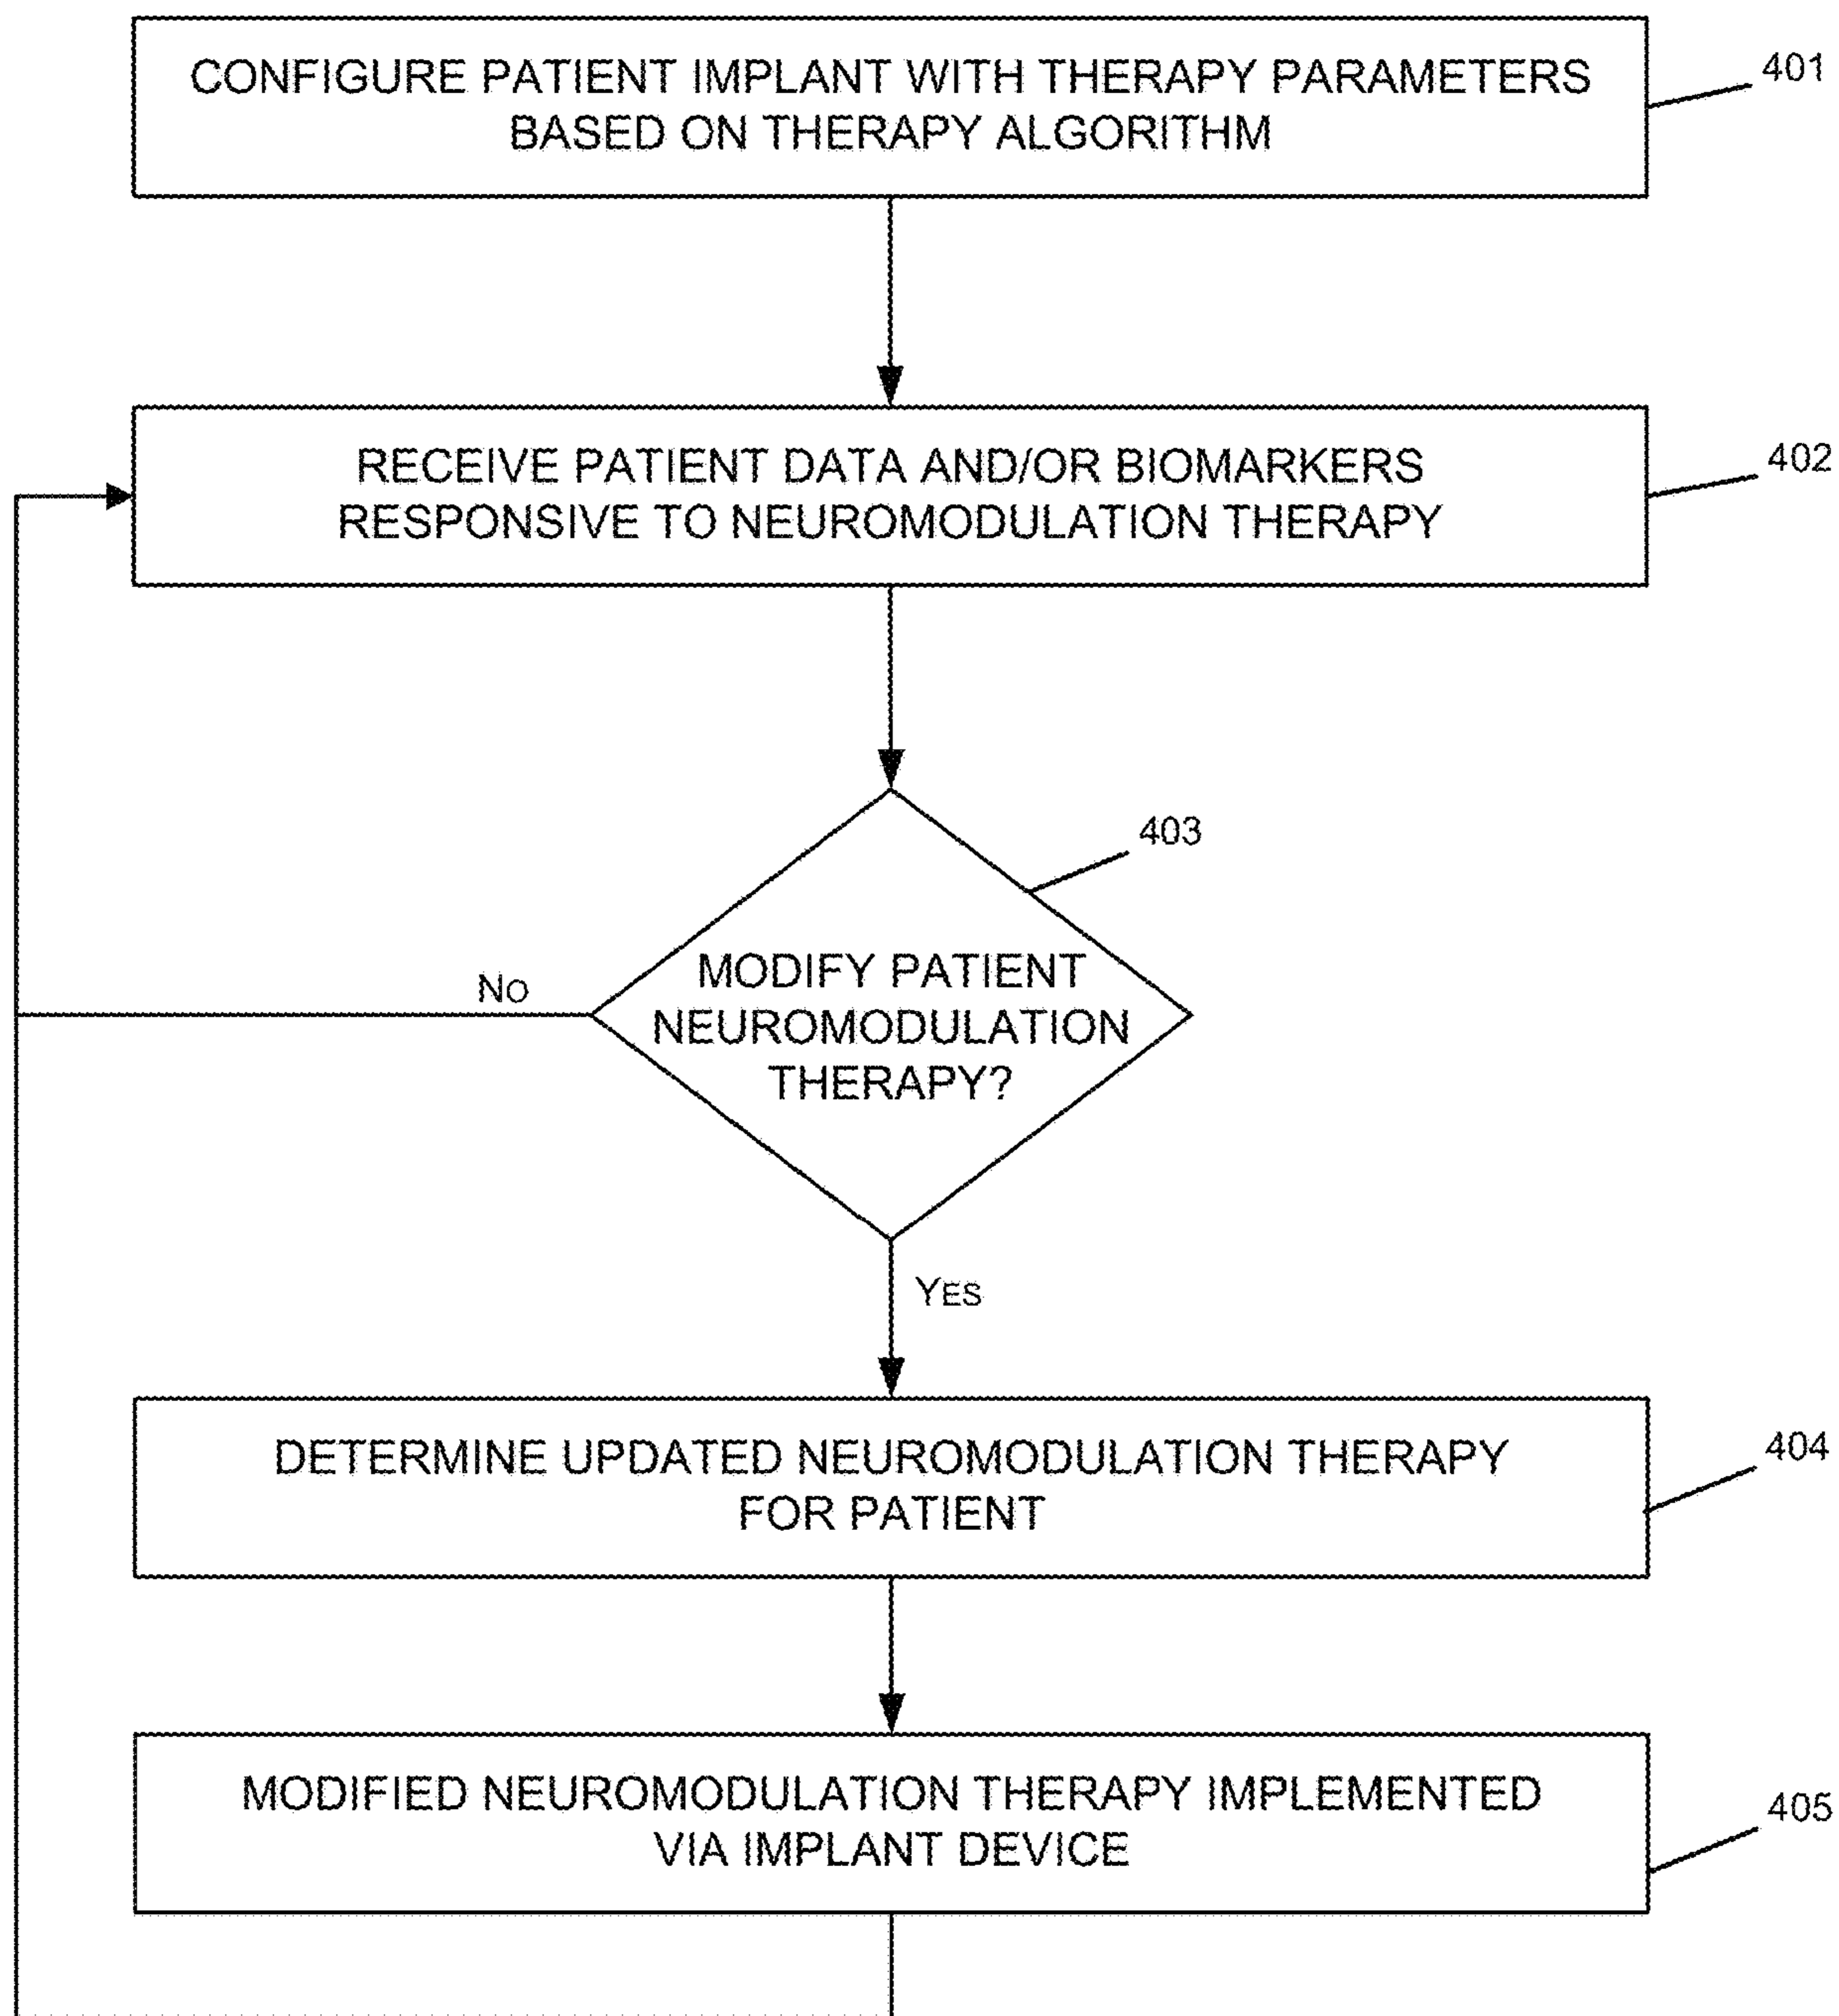 CONFIGURE PATIENT IMPLANT WITH THERAPY PARAMETERS
BASED ON THERAPY ALGORITHM
401
RECEIVE PATIENT DATA AND/OR BIOMARKERS
RESPONSIVE TO NEUROMODULATION THERAPY
402
403
MODIFY PATIENT
NEUROMODULATION
THERAPY?
NO
YES
DETERMINE UPDATED NEUROMODULATION THERAPY
FOR PATIENT
404
MODIFIED NEUROMODULATION THERAPY IMPLEMENTED
VIA IMPLANT DEVICE
405